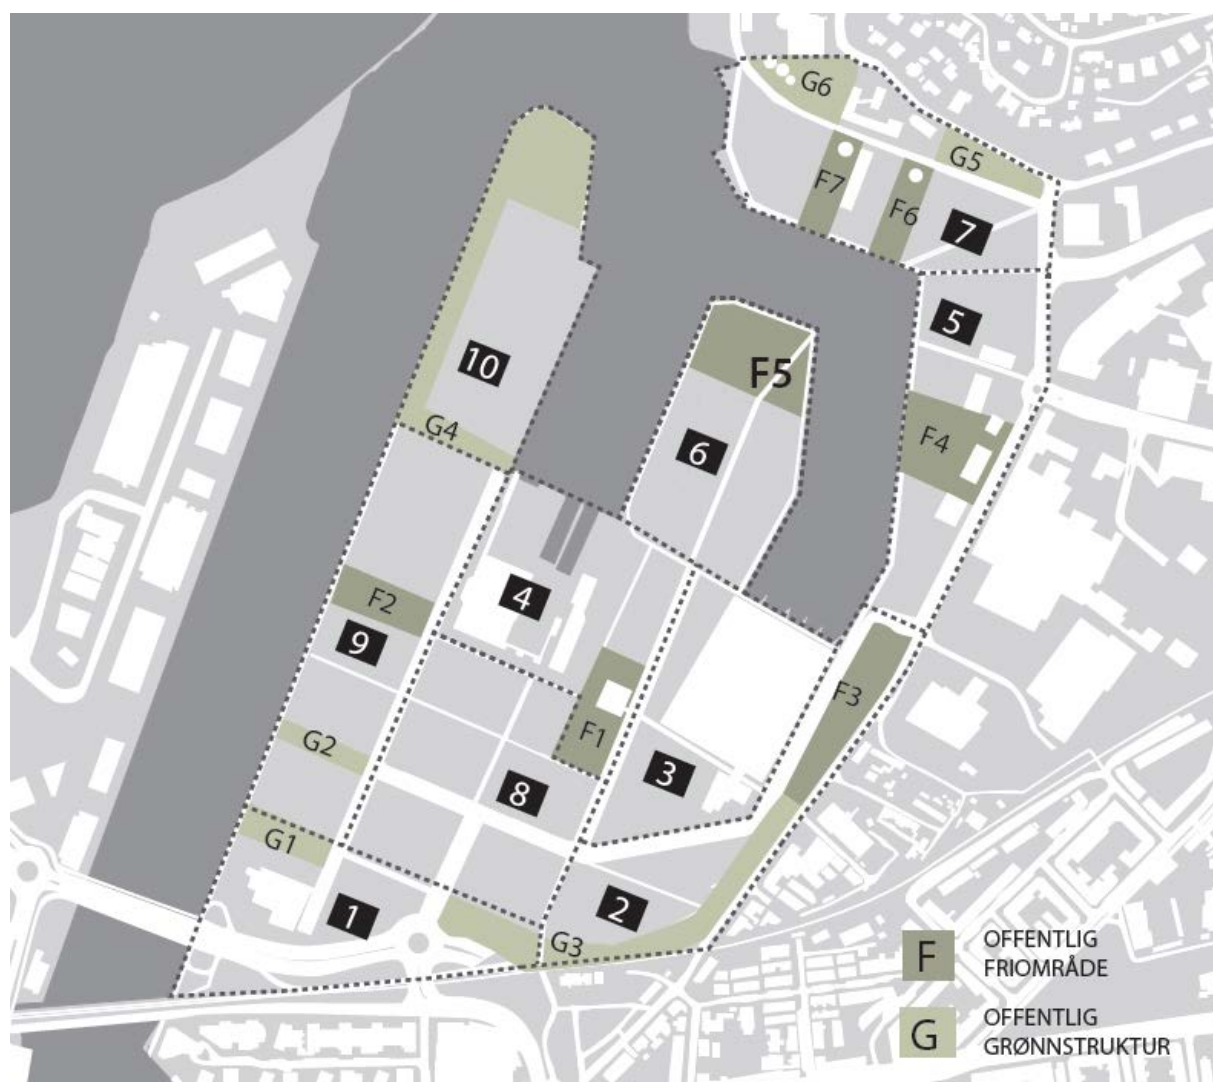 G6
G5
F7
F6
7
5
10
F5
G4
6
F4
4
F2
9
F3
F1
G2
3
8
G1
1
2
G3
F
OFFENTLIG
FRIOMRÅDE
G
OFFENTLIG
GRØNNSTRUKTUR